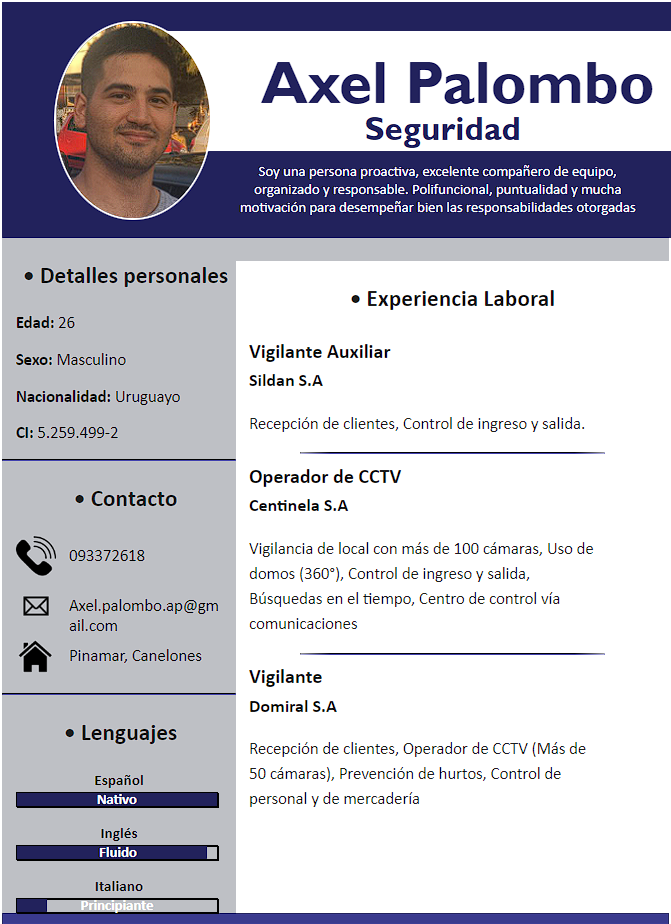 Axel Palombo
Seguridad
Soy una persona proactiva, excelente compañero de equipo,
organizado y responsable. Polifuncional, puntualidad y mucha
motivación para desempeñar bien las responsabilidades otorgadas
• Detalles personales
Edad: 26
Sexo: Masculino
Nacionalidad: Uruguayo
CI: 5.259.499-2
• Contacto
093372618
Axel.palombo.ap@gm
ail.com
Pinamar, Canelones
• Lenguajes
Español
Nativo
Inglés
Fluido
Italiano
Principiante
• Experiencia Laboral
Vigilante Auxiliar
Sildan S.A
Recepción de clientes, Control de ingreso y salida.
Operador de CCTV
Centinela S.A
Vigilancia de local con más de 100 cámaras, Uso de
domos (360°), Control de ingreso y salida,
Búsquedas en el tiempo, Centro de control vía
comunicaciones
Vigilante
Domiral S.A
Recepción de clientes, Operador de CCTV (Más de
50 cámaras), Prevención de hurtos, Control de
personal y de mercadería